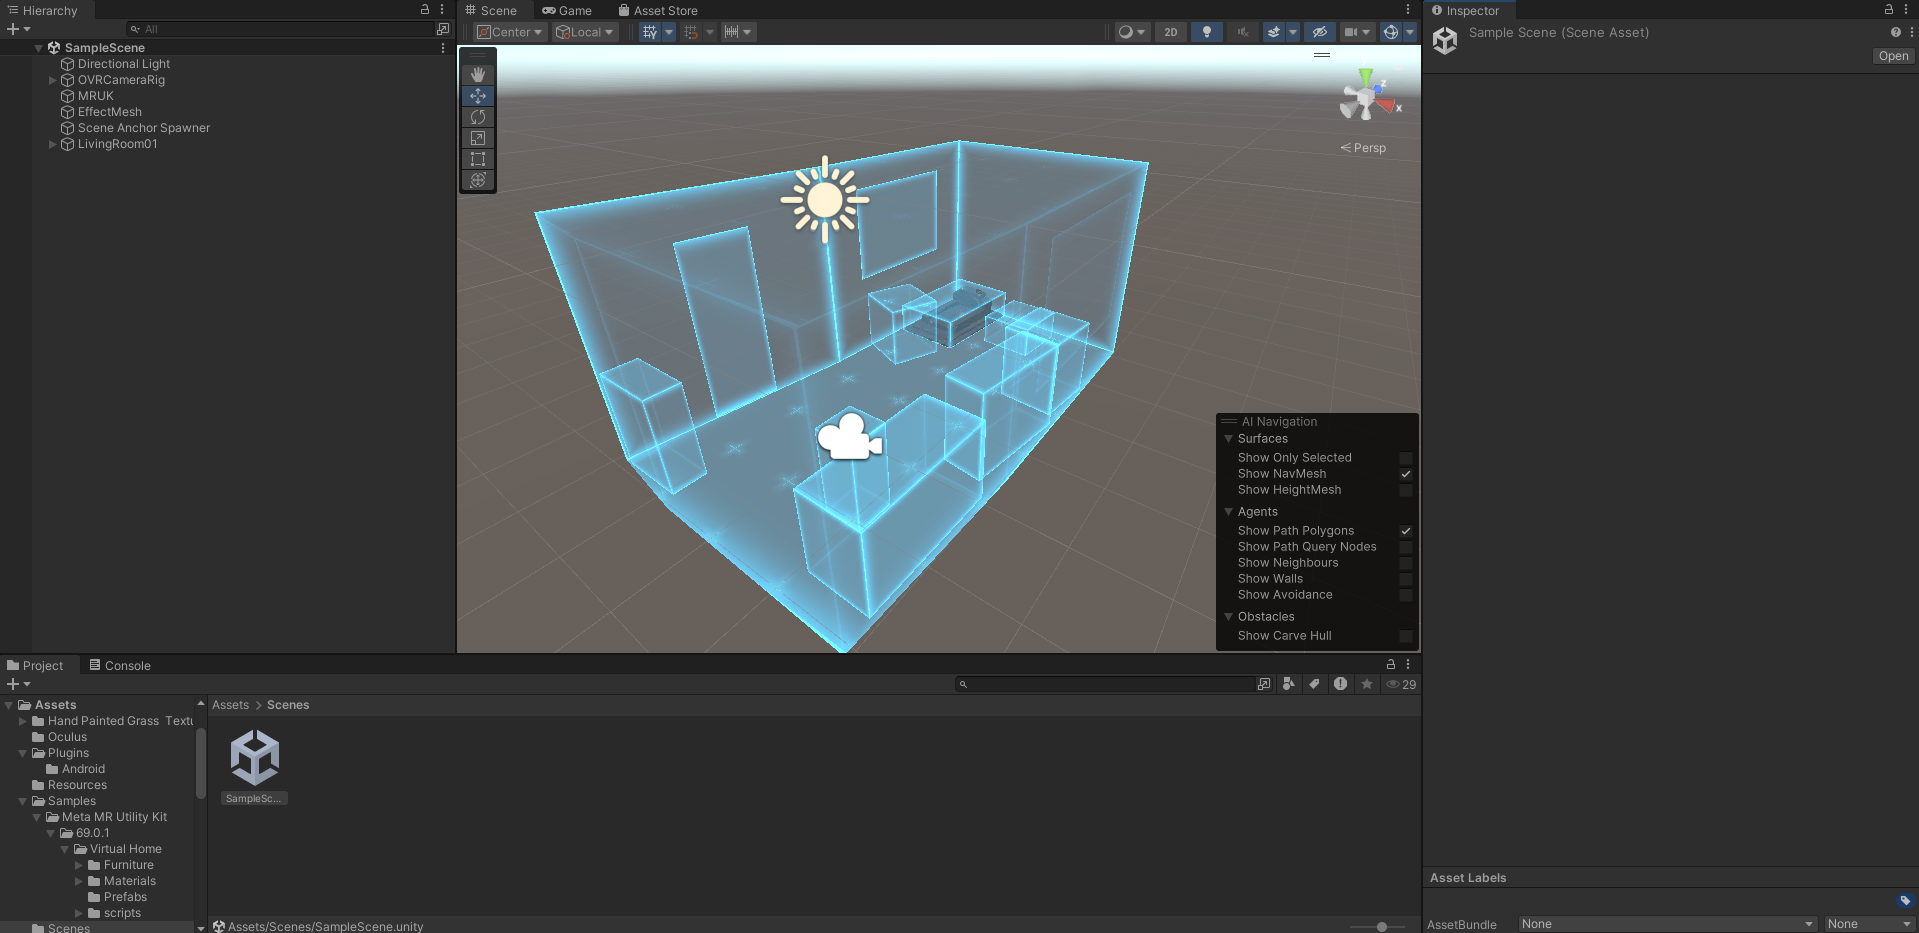 Hierarchy
All
SampleScene
Directional Light
OVRCameraRig
MRUK
EffectMesh
Scene Anchor Spawner
LivingRoom01
Scene
Game
Asset Store
Center
Local
2D
z
x
Persp
AI Navigation
Surfaces
Show Only Selected
Show NavMesh
Show HeightMesh
Agents
Show Path Polygons
Show Path Query Nodes
Show Neighbours
Show Walls
Show Avoidance
Obstacles
Show Carve Hull
Inspector
Sample Scene (Scene Asset)
Open
Project
Console
29
Assets
Hand Painted Grass Textu
Oculus
Plugins
Android
Resources
Samples
Meta MR Utility Kit
69.0.1
Virtual Home
Furniture
Materials
Prefabs
scripts
Scenes
Assets > Scenes
SampleSc...
Assets/Scenes/SampleScene.unity
Asset Labels
AssetBundle
None
None